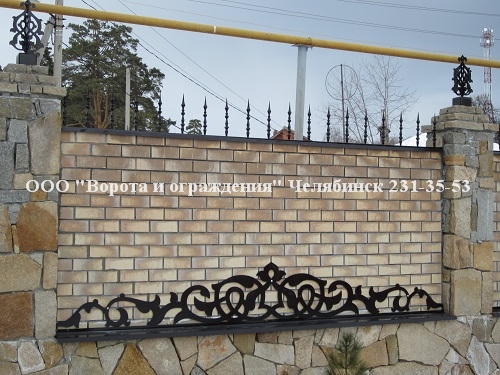 ООО "Ворота и ограждения" Челябинск 231-35-53